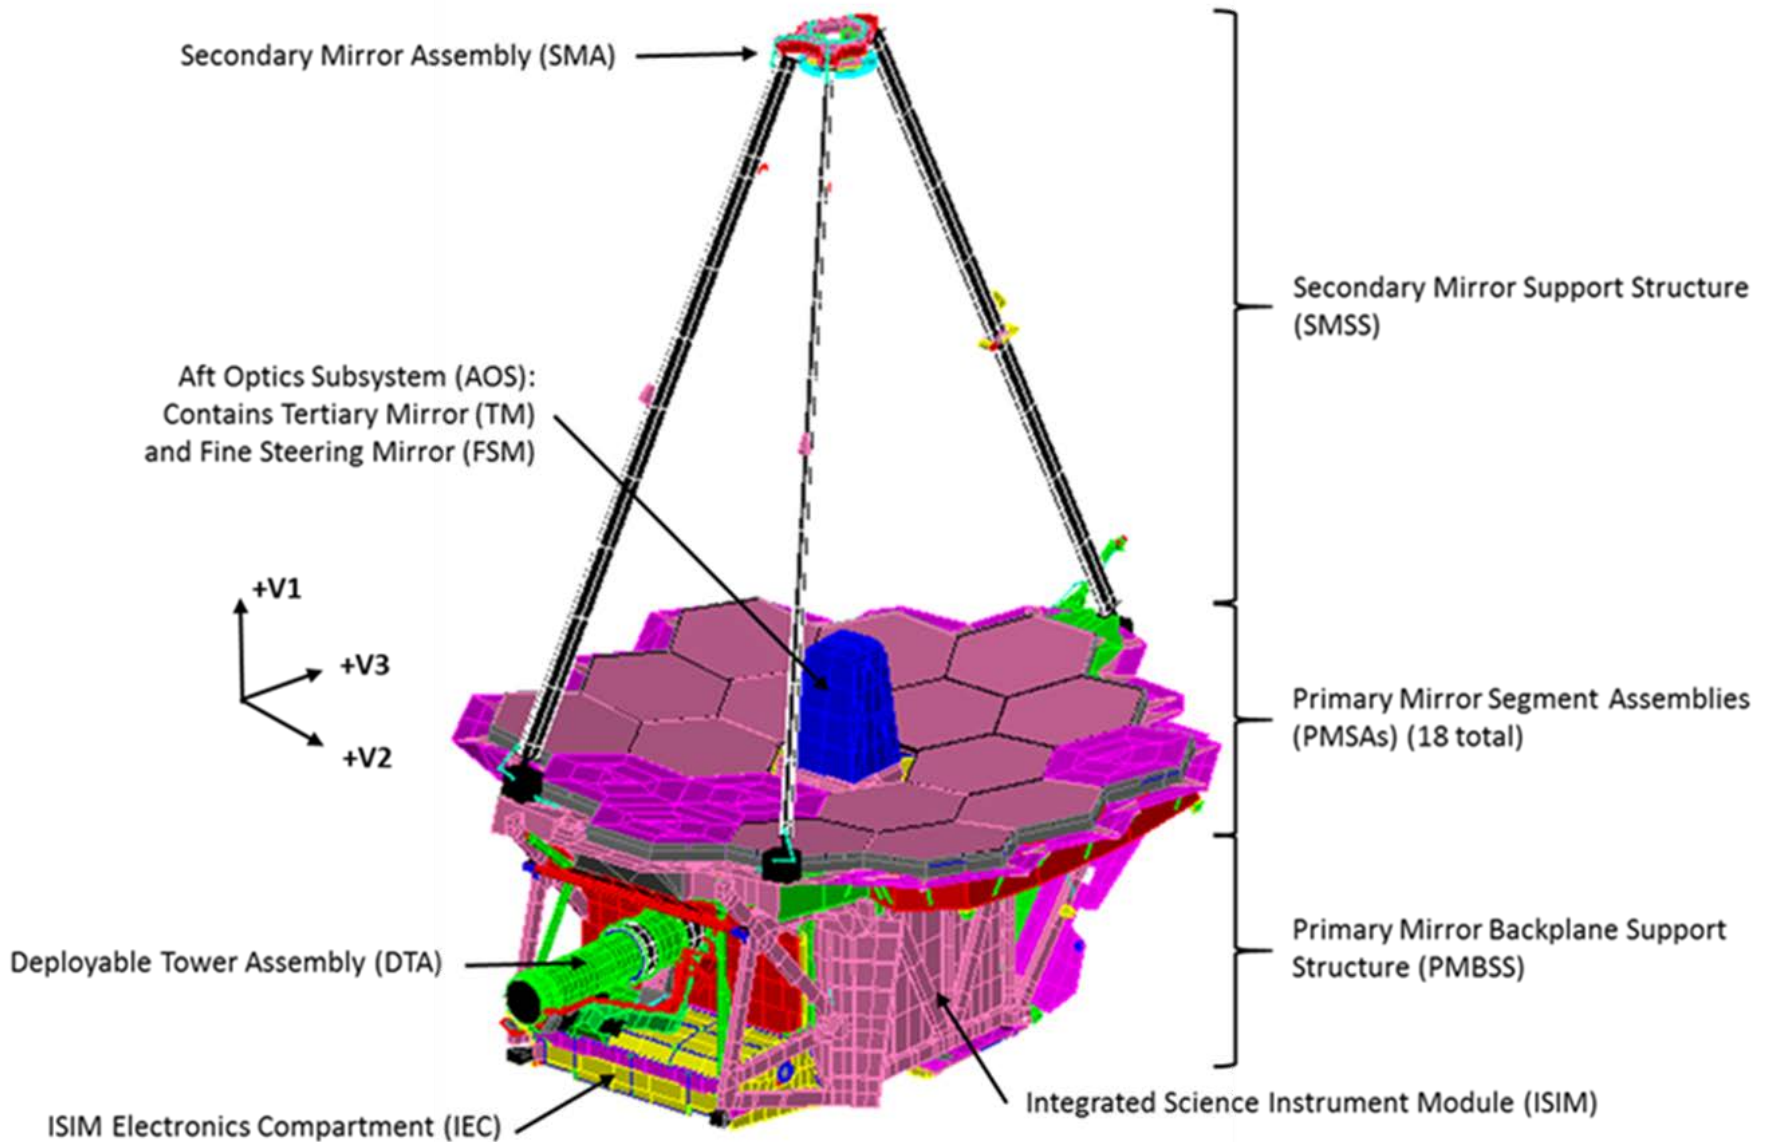 Secondary Mirror Assembly (SMA)
Secondary Mirror Support Structure
(SMSS)
Aft Optics Subsystem (AOS):
Contains Tertiary Mirror (TM)
and Fine Steering Mirror (FSM)
+V1
+V3
+V2
Primary Mirror Segment Assemblies
(PMSAs) (18 total)
Primary Mirror Backplane Support
Structure (PMBSS)
Deployable Tower Assembly (DTA)
Integrated Science Instrument Module (ISIM)
ISIM Electronics Compartment (IEC)